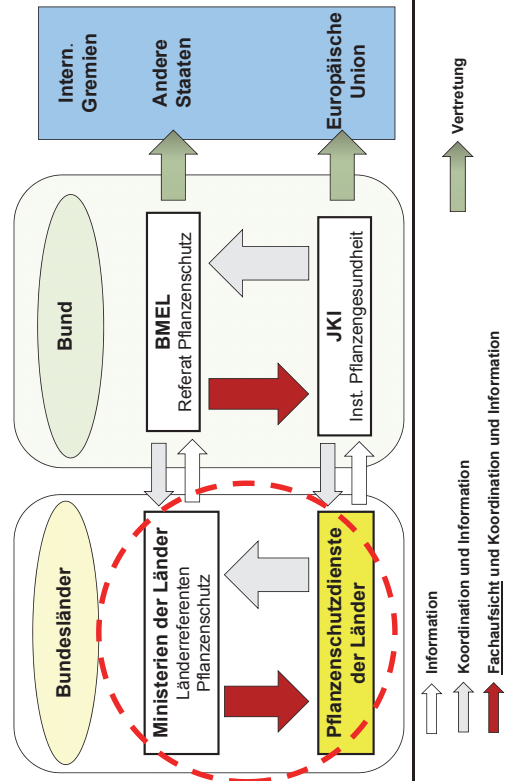 Bundesländer
Bund
Intern.
Gremien
Ministerien der Länder
Länderreferenten
Pflanzenschutz
BMEL
Referat Pflanzenschutz
Andere
Staaten
Pflanzenschutzdienste
der Länder
JKI
Inst. Pflanzengesundheit
Europäische
Union
Information
Koordination und Information
Fachaufsicht und Koordination und Information
Vertretung